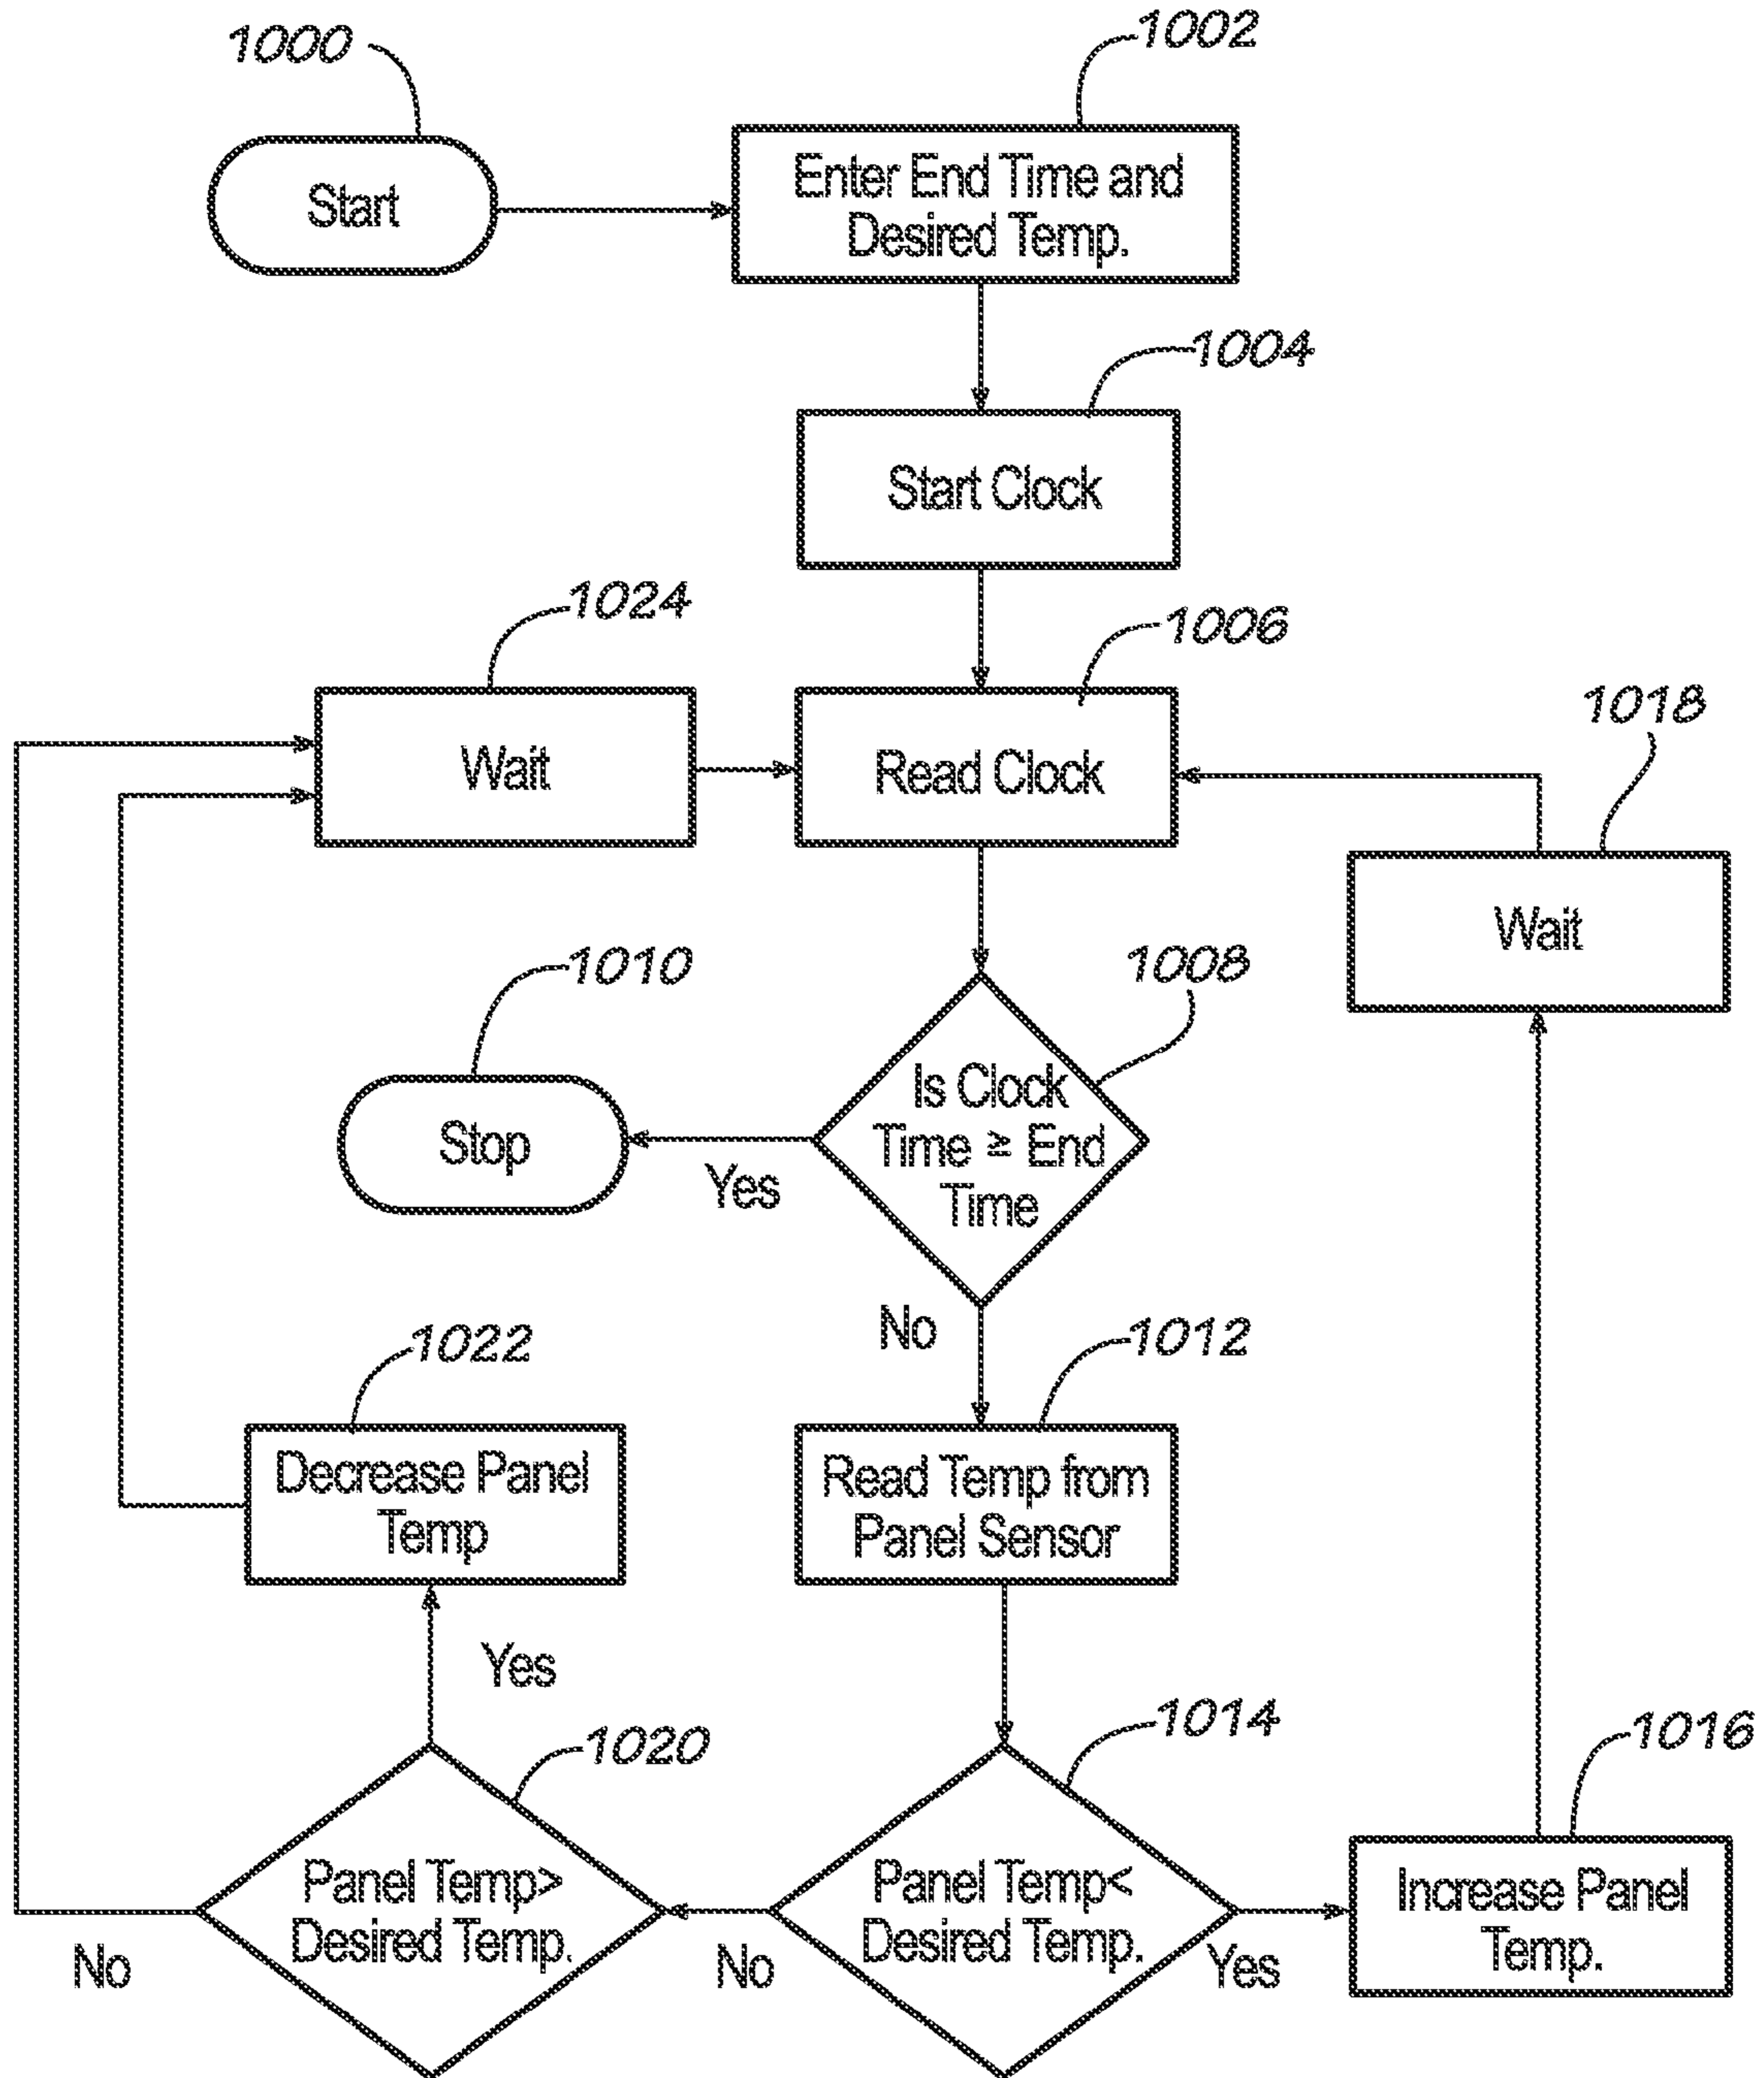 1000
Start
1002
Enter End Time and
Desired Temp.
1004
Start Clock
1024
Wait
1006
Read Clock
1018
Wait
1010
Stop
1008
Is Clock
Time ≥ End
Time
Yes
No
1022
Decrease Panel
Temp
1012
Read Temp from
Panel Sensor
Yes
1020
Panel Temp>
Desired Temp.
No
1014
Panel Temp<
Desired Temp.
No
Yes
1016
Increase Panel
Temp.